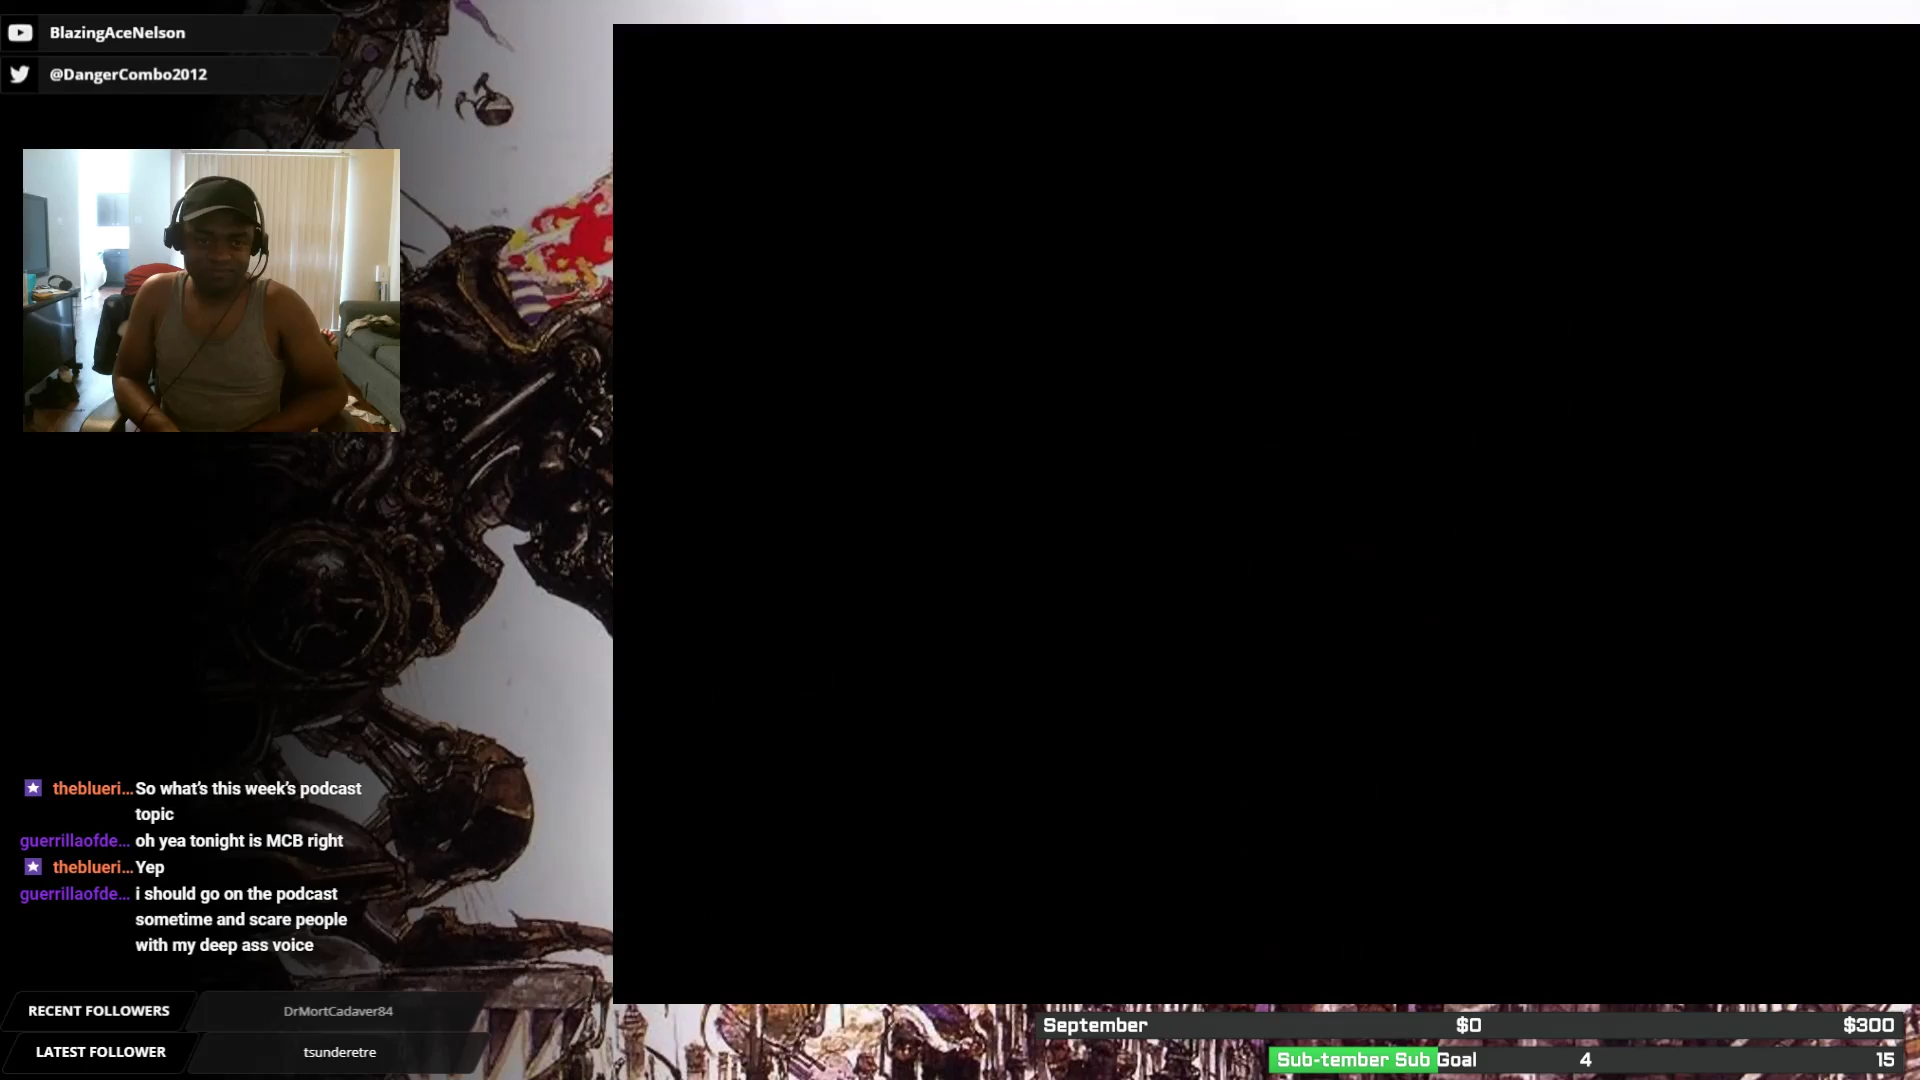 BlazingAceNelson
@DangerCombo2012
theblueri... So what's this week's podcast
topic
guerrillaofde... oh yea tonight is MCB right
theblueri... Yep
guerrillaofde... i should go on the podcast
sometime and scare people
with my deep ass voice
RECENT FOLLOWERS DrMortCadaver84
LATEST FOLLOWER tsunderetre
September $0 $300
Sub-tember Sub Goal 4 15